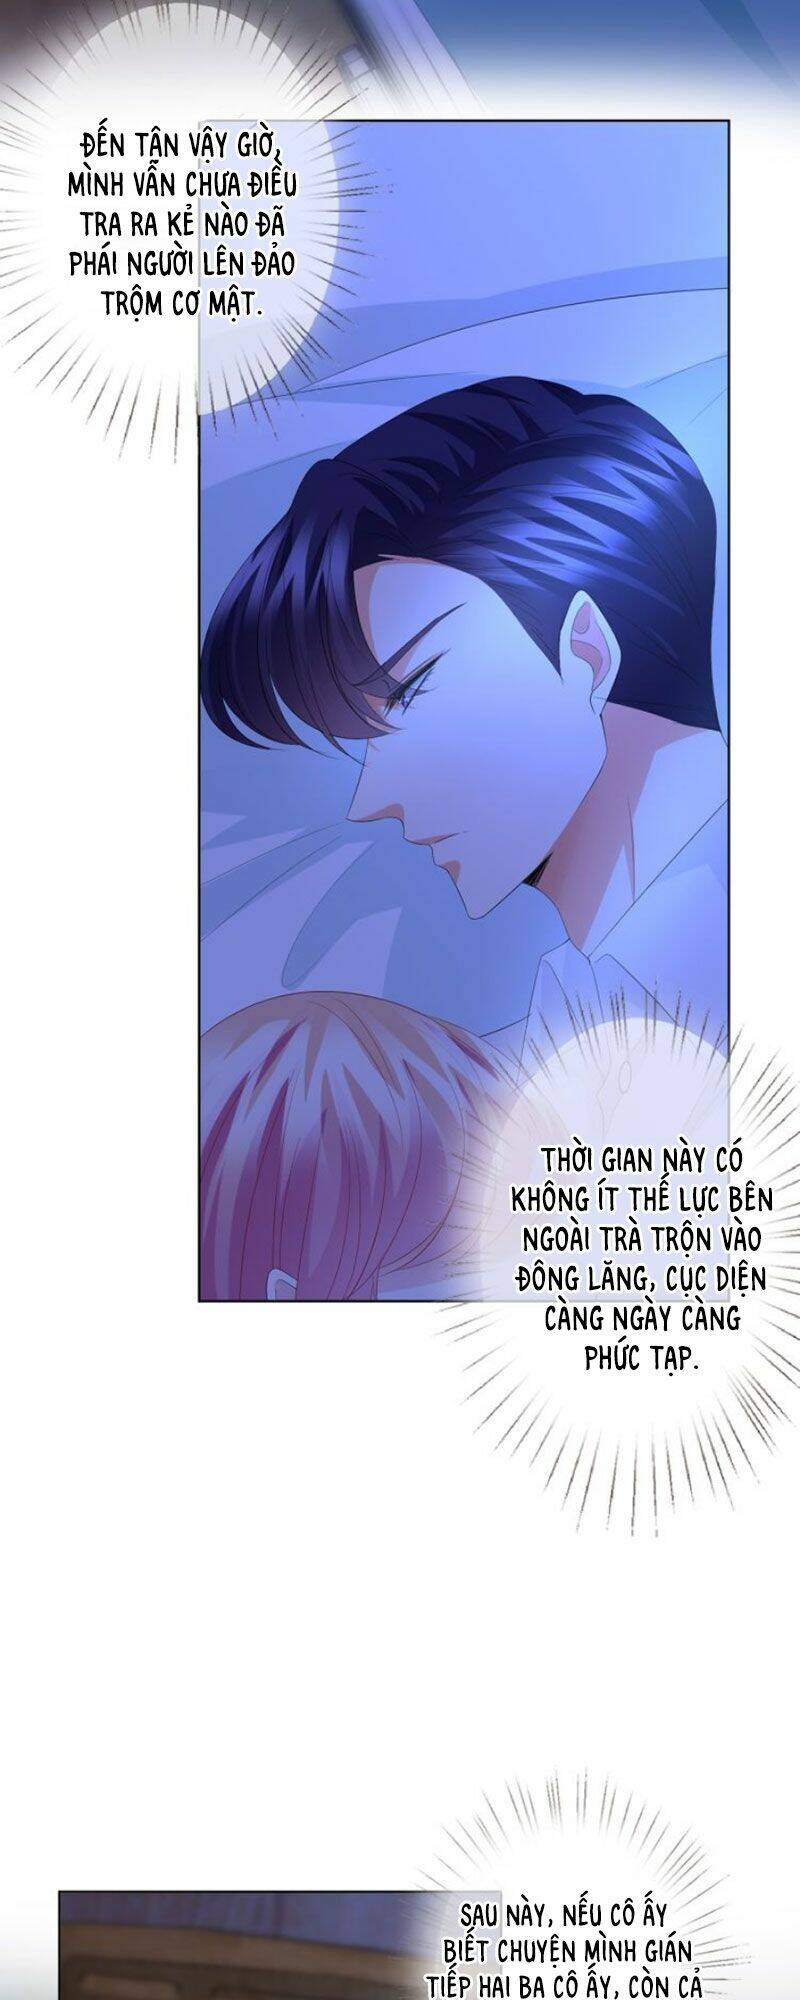 ĐẾN TẬN VẬY GIỜ,
MÌNH VẪN CHƯA ĐIỀU
TRA RA KẺ NÀO ĐÃ
PHÁI NGƯỜI LÊN ĐẢO
TRỘM CƠ MẬT.
THỜI GIAN NÀY CÓ
KHÔNG ÍT THẾ LỰC BÊN
NGOÀI TRÀ TRỘN VÀO
ĐÔNG LĂNG, CỤC DIỆN
CÀNG NGÀY CÀNG
PHỨC TẠP.
SAU NÀY, NẾU CÔ ẤY
BIẾT CHUYỆN MÌNH GIÁN
TIẾP HẠI BA CÔ ẤY, CÒN CẢ